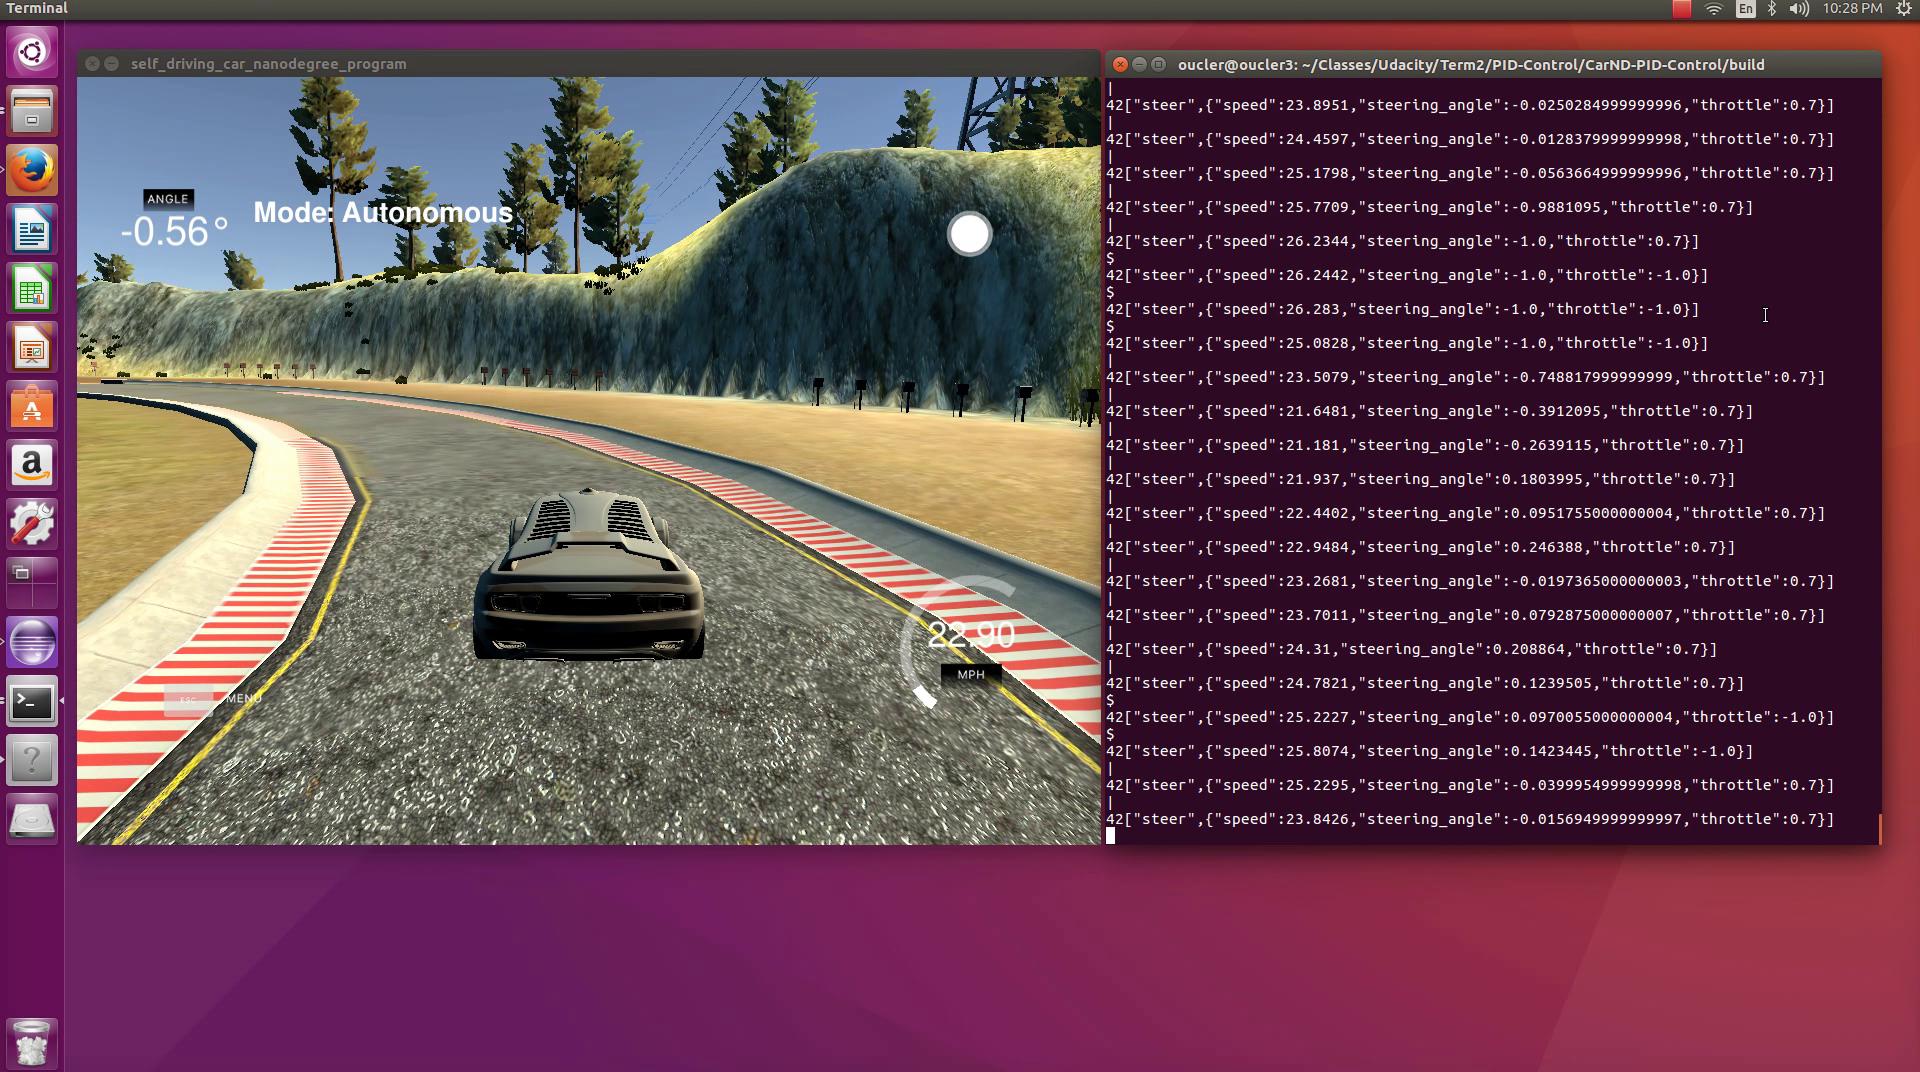 Terminal
En
10:28 PM
self_driving_car_nanodegree_program
ANGLE
-0.56°
Mode: Autonomous
22.90
MPH
ESC
MENU
a
?
oucler@oucler3: ~/Classes/Udacity/Term2/PID-Control/CarND-PID-Control/build
|
42["steer",{"speed":23.8951,"steering_angle":-0.0250284999999996,"throttle":0.7}]
|
42["steer",{"speed":24.4597,"steering_angle":-0.0128379999999998,"throttle":0.7}]
|
42["steer",{"speed":25.1798,"steering_angle":-0.0563664999999996,"throttle":0.7}]
|
42["steer",{"speed":25.7709,"steering_angle":-0.9881095,"throttle":0.7}]
|
42["steer",{"speed":26.2344,"steering_angle":-1.0,"throttle":0.7}]
$
42["steer",{"speed":26.2442,"steering_angle":-1.0,"throttle":-1.0}]
$
42["steer",{"speed":26.283,"steering_angle":-1.0,"throttle":-1.0}]
$
42["steer",{"speed":25.0828,"steering_angle":-1.0,"throttle":-1.0}]
|
42["steer",{"speed":23.5079,"steering_angle":-0.748817999999999,"throttle":0.7}]
|
42["steer",{"speed":21.6481,"steering_angle":-0.3912095,"throttle":0.7}]
|
42["steer",{"speed":21.181,"steering_angle":-0.2639115,"throttle":0.7}]
|
42["steer",{"speed":21.937,"steering_angle":0.1803995,"throttle":0.7}]
|
42["steer",{"speed":22.4402,"steering_angle":0.0951755000000004,"throttle":0.7}]
|
42["steer",{"speed":22.9484,"steering_angle":0.246388,"throttle":0.7}]
|
42["steer",{"speed":23.2681,"steering_angle":-0.0197365000000003,"throttle":0.7}]
|
42["steer",{"speed":23.7011,"steering_angle":0.0792875000000007,"throttle":0.7}]
|
42["steer",{"speed":24.31,"steering_angle":0.208864,"throttle":0.7}]
|
42["steer",{"speed":24.7821,"steering_angle":0.1239505,"throttle":0.7}]
$
42["steer",{"speed":25.2227,"steering_angle":0.0970055000000004,"throttle":-1.0}]
$
42["steer",{"speed":25.8074,"steering_angle":0.1423445,"throttle":-1.0}]
|
42["steer",{"speed":25.2295,"steering_angle":-0.0399954999999998,"throttle":0.7}]
|
42["steer",{"speed":23.8426,"steering_angle":-0.0156949999999997,"throttle":0.7}]